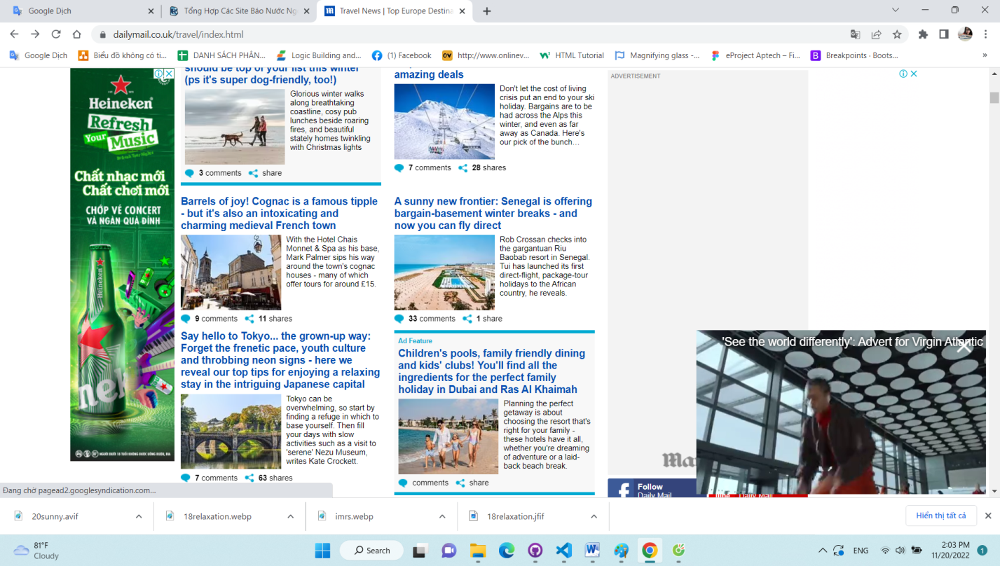 Google Dịch
Tổng Hợp Các Site Báo Nước Ng
Travel News | Top Europe Destina
dailymail.co.uk/travel/index.html
Google Dịch
Biểu đồ không có ti...
DANH SÁCH PHÂN...
Logic Building and...
(1) Facebook
http://www.onlinev...
HTML Tutorial
Magnifying glass -...
eProject Aptech – Fi...
Breakpoints · Boots...
»
Heineken
Refresh
Your Music
Chất nhạc mới
Chất chơi mới
CHỚP VÉ CONCERT
VÀ NGÀN QUÀ ĐỈNH
Heineken
should be top of your list this winter
(ps it's super dog-friendly, too!)
Glorious winter walks
along breathtaking
coastline, cosy pub
lunches beside roaring
fires, and beautiful
stately homes twinkling
with Christmas lights
3 comments share
amazing deals
Don't let the cost of living
crisis put an end to your ski
holiday. Bargains are to be
had across the Alps this
winter, and even as far
away as Canada. Here's
our pick of the bunch...
7 comments 28 shares
Barrels of joy! Cognac is a famous tipple
- but it's also an intoxicating and
charming medieval French town
With the Hotel Chais
Monnet & Spa as his base,
Mark Palmer sips his way
around the town's cognac
houses - many of which
offer tours for around £15.
9 comments 11 shares
A sunny new frontier: Senegal is offering
bargain-basement winter breaks - and
now you can fly direct
Rob Crossan checks into
the gargantuan Riu
Baobab resort in Senegal.
Tui has launched its first
direct-flight, package-tour
holidays to the African
country, he reveals.
33 comments 1 share
Say hello to Tokyo... the grown-up way:
Forget the frenetic pace, youth culture
and throbbing neon signs - here we
reveal our top tips for enjoying a relaxing
stay in the intriguing Japanese capital
Tokyo can be
overwhelming, so start by
finding a refuge in which to
base yourself. Then fill
your days with slow
activities such as a visit to
'serene' Nezu Museum,
writes Kate Crockett.
7 comments 63 shares
Ad Feature
Children's pools, family friendly dining
and kids' clubs! You'll find all the
ingredients for the perfect family
holiday in Dubai and Ras Al Khaimah
Planning the perfect
getaway is about
choosing the resort that's
right for your family -
these hotels have it all,
whether you're dreaming
of adventure or a laid-
back beach break.
comments share
ADVERTISEMENT
'See the world differently': Advert for Virgin Atlantic
Follow
Daily Mail
Daily Mail
Đang chờ pagead2.googlesyndication.com...
20sunny.avif
18relaxation.webp
imrs.webp
18relaxation.jfif
Hiển thị tất cả
81°F
Cloudy
Search
ENG
2:03 PM
11/20/2022
1